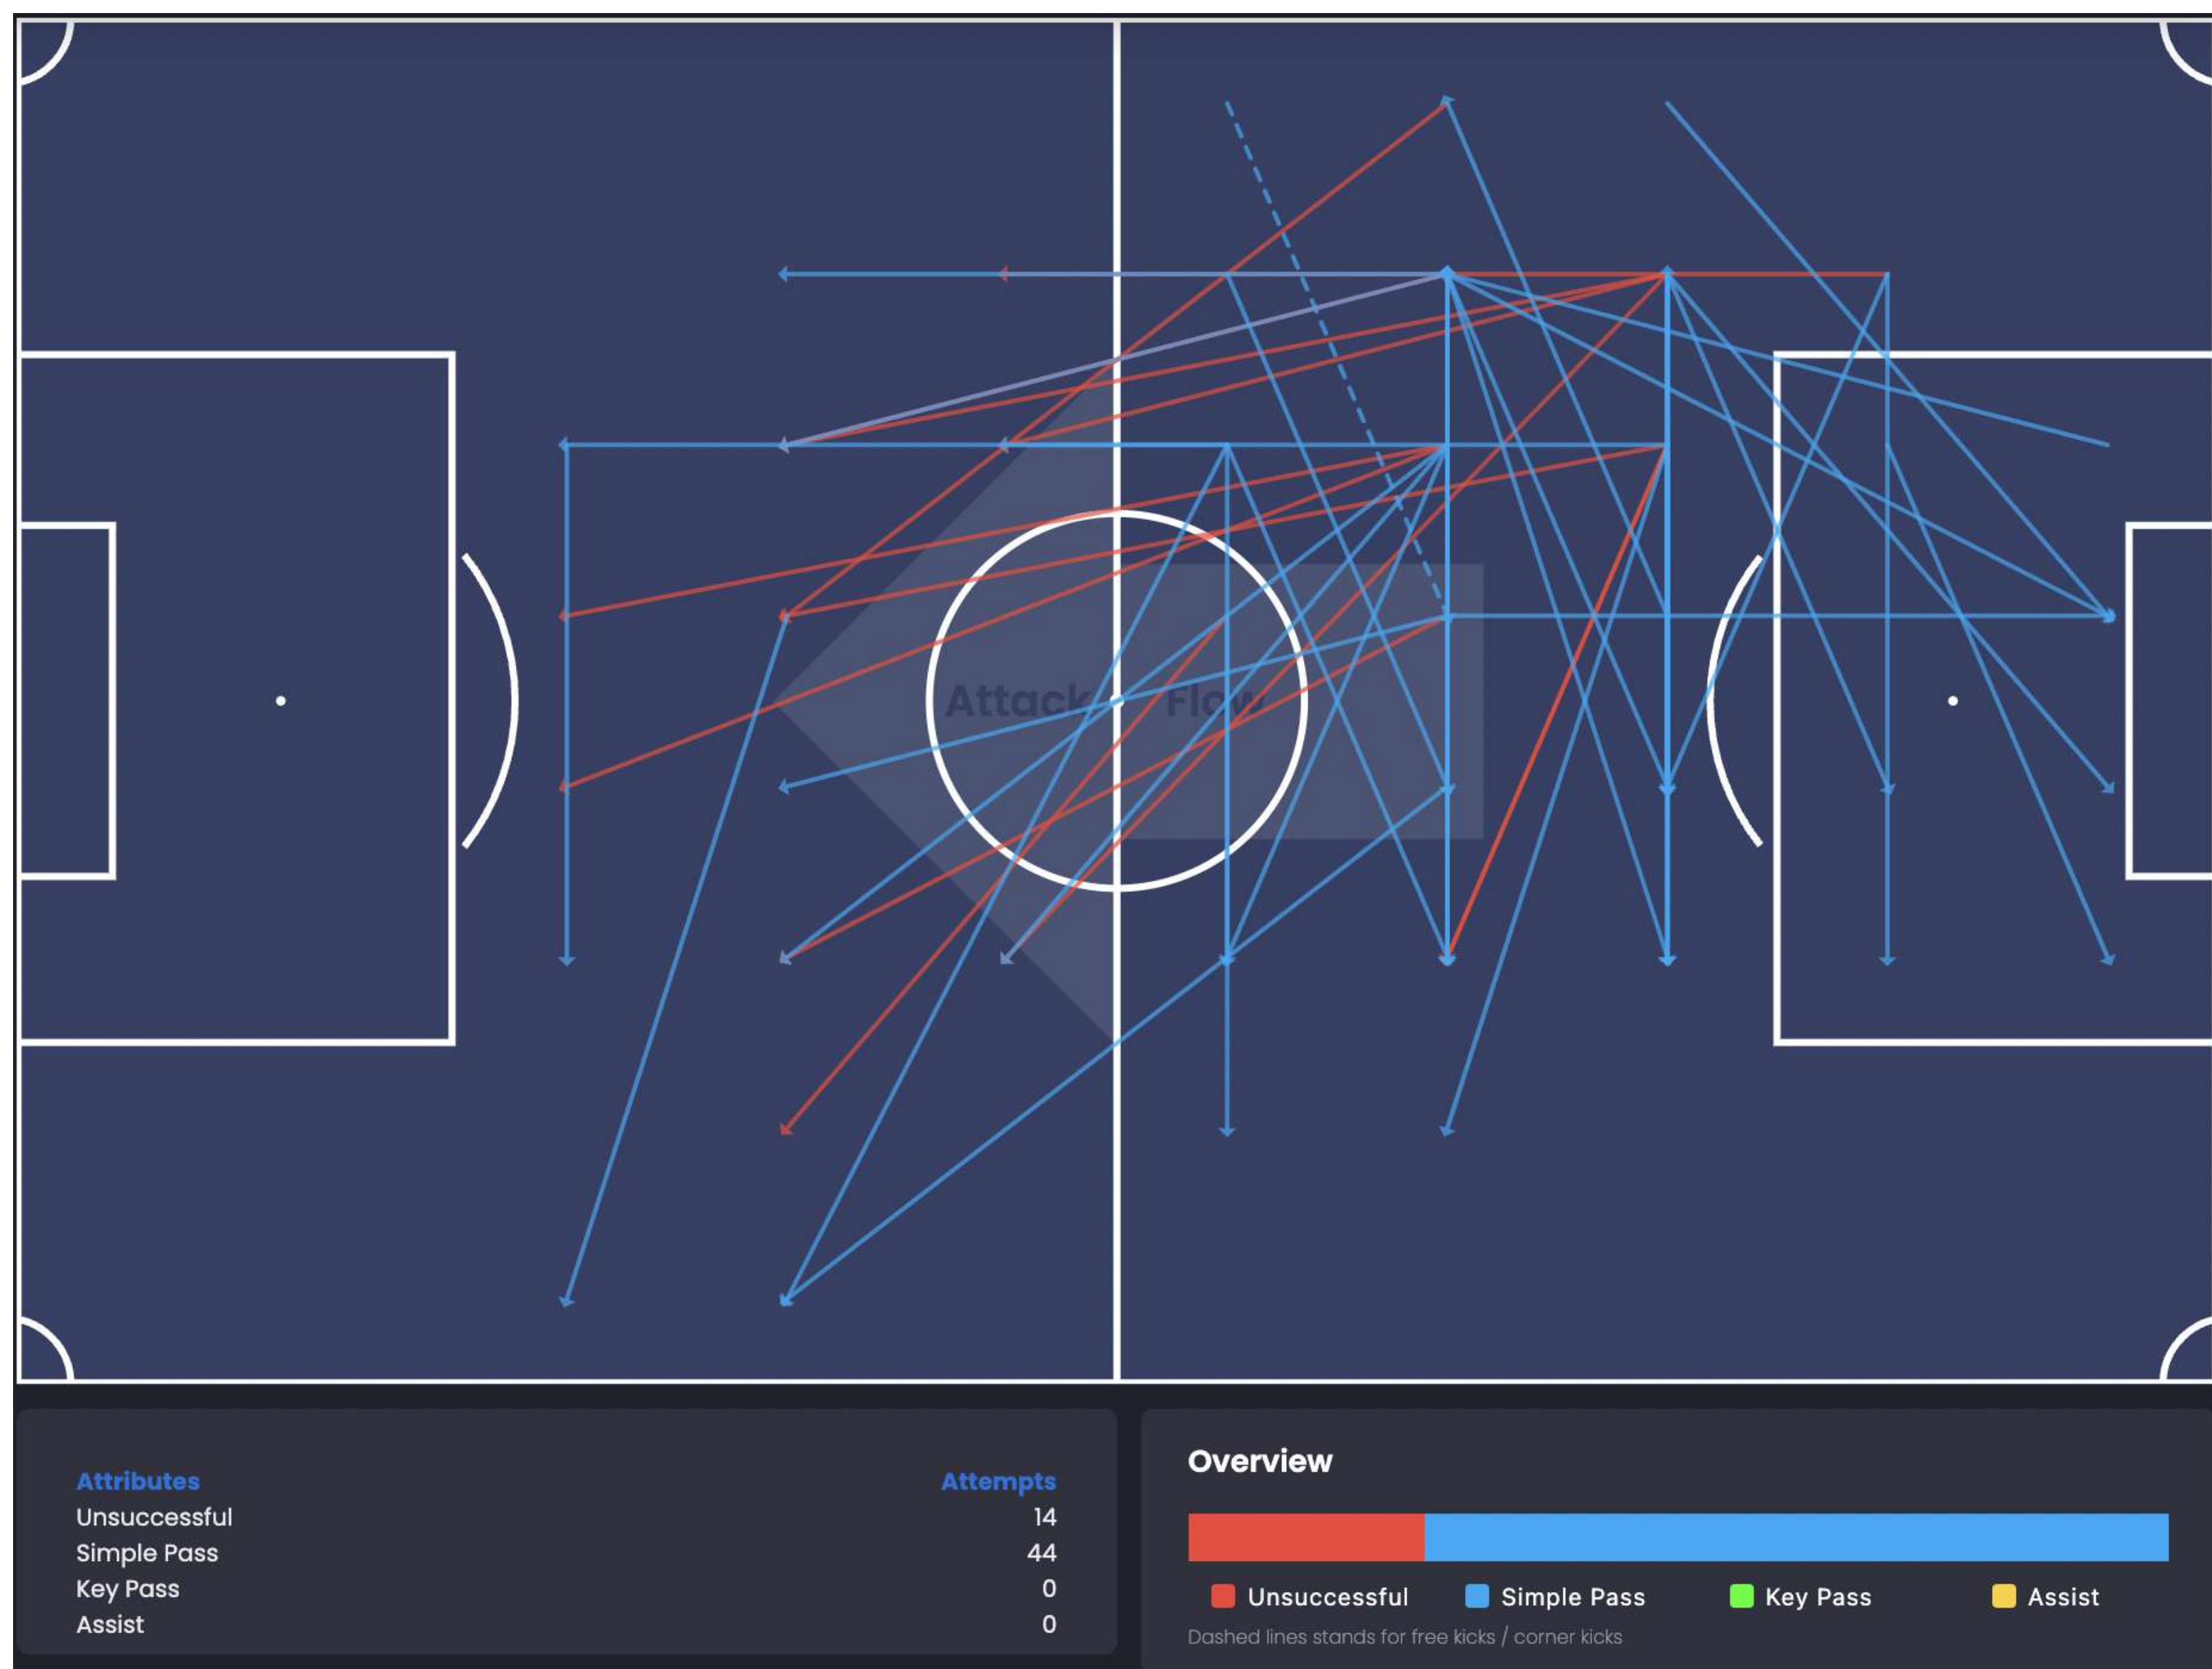 Attack Flow
Attributes Attempts
Unsuccessful 14
Simple Pass 44
Key Pass 0
Assist 0
Overview
Unsuccessful Simple Pass Key Pass Assist
Dashed lines stands for free kicks / corner kicks